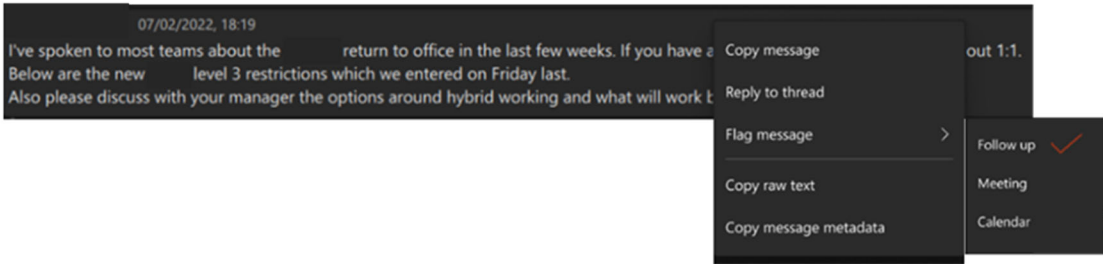 07/02/2022, 18:19
I've spoken to most teams about the return to office in the last few weeks. If you have a out 1:1.
Below are the new level 3 restrictions which we entered on Friday last.
Also please discuss with your manager the options around hybrid working and what will work
Copy message
Reply to thread
Flag message
Copy raw text
Copy message metadata
Follow up
Meeting
Calendar